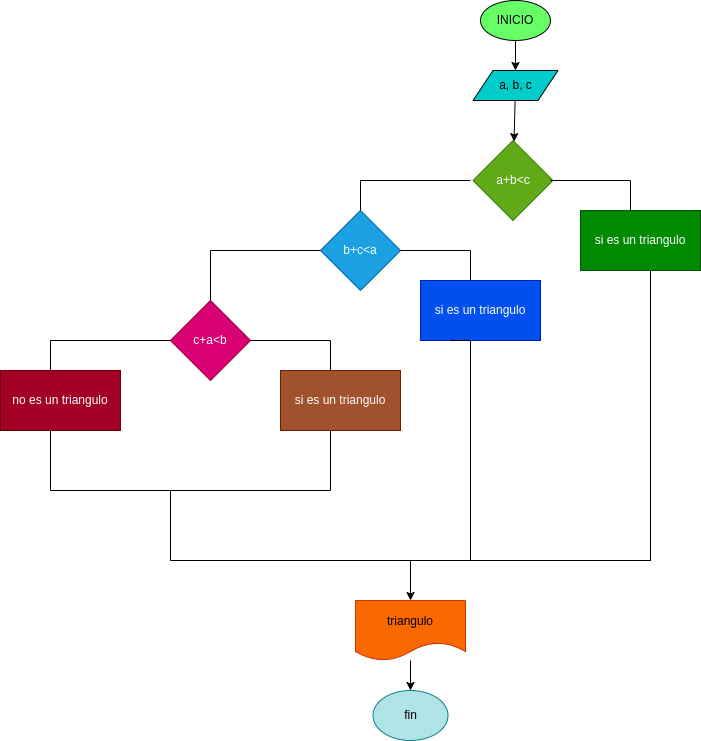 INICIO
a, b, c
a+b<c
si es un triangulo
b+c<a
si es un triangulo
c+a<b
no es un triangulo
si es un triangulo
triangulo
fin